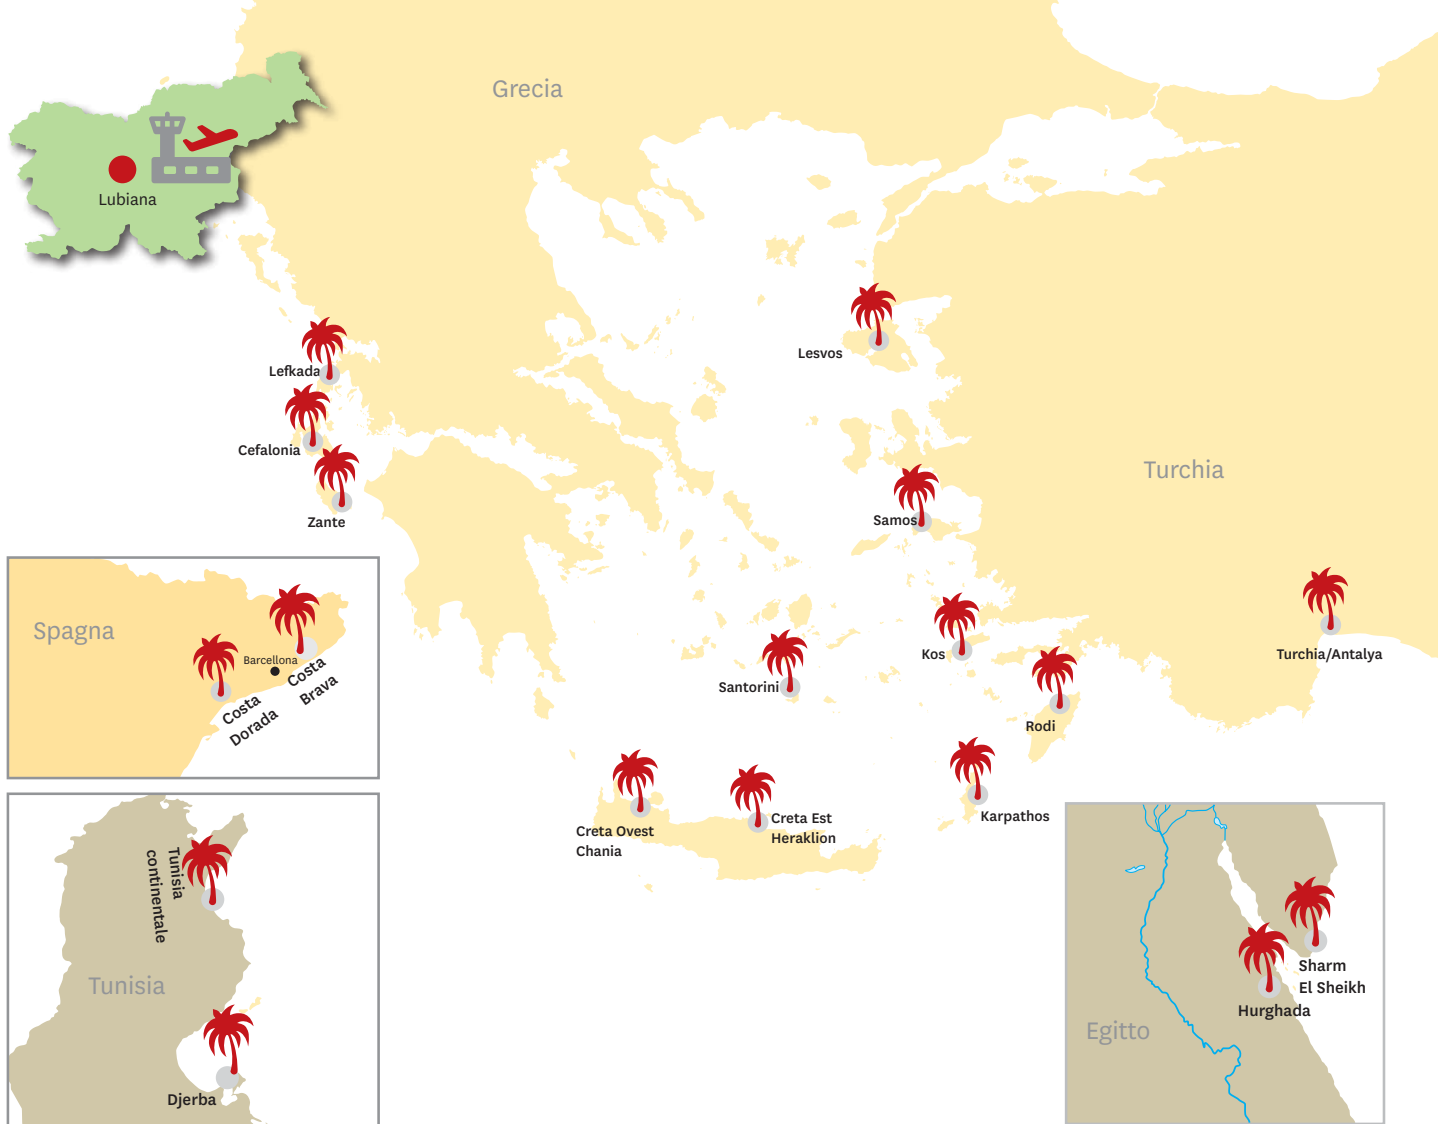 Grecia
Lubiana
Lesvos
Lefkada
Cefalonia
Turchia
Zante
Samos
Spagna
Barcellona
Costa
Brava
Costa
Dorada
Kos
Turchia/Antalya
Santorini
Rodi
Karpathos
Creta Ovest
Chania
Creta Est
Heraklion
Tunisia
continentale
Tunisia
Djerba
Sharm
El Sheikh
Hurghada
Egitto